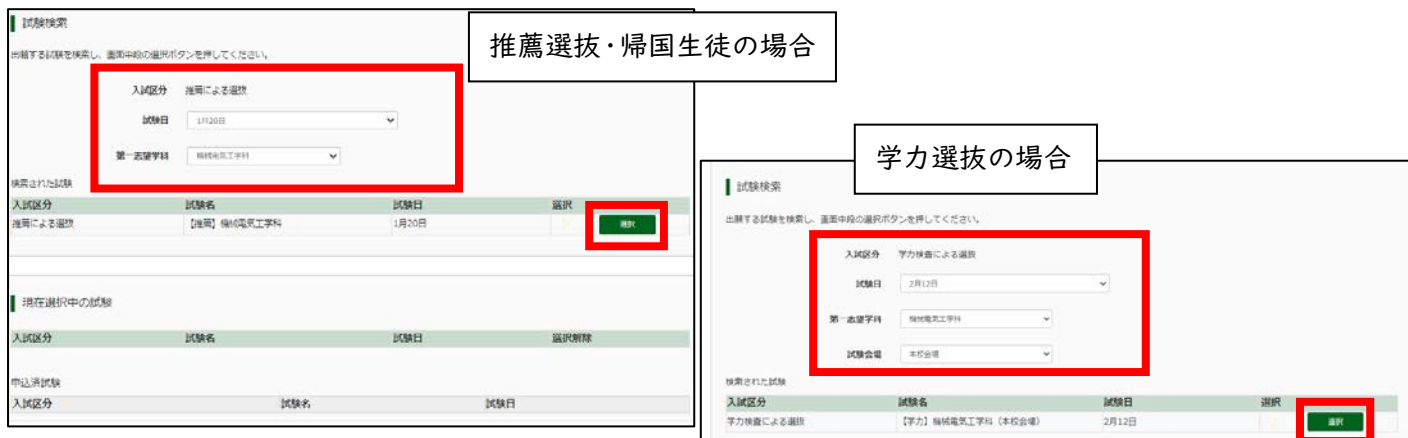 試験検索
出願する試験を検索し、画面中段の選択ボタンを押してください。
推薦選抜・帰国生徒の場合
入試区分 推薦による選抜
試験日 1月20日
第一志望学科 機械電気工学科
検索された試験
入試区分 試験名 試験日 選択
推薦による選抜 【推薦】機械電気工学科 1月20日 選択
現在選択中の試験
入試区分 試験名 試験日 選択解除
申込済試験
入試区分 試験名 試験日
学力選抜の場合
試験検索
出願する試験を検索し、画面中段の選択ボタンを押してください。
入試区分 学力検査による選抜
試験日 2月12日
第一志望学科 機械電気工学科
試験会場 本校会場
検索された試験
入試区分 試験名 試験日 選択
学力検査による選抜 【学力】機械電気工学科（本校会場） 2月12日 選択